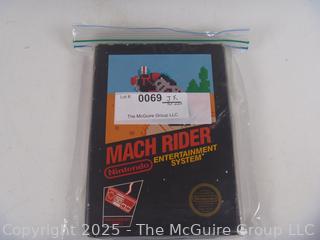 Lot #: 0069
The McGuire Group LLC
MACH RIDER
Nintendo
ENTERTAINMENT
SYSTEM
Copyright 2025 - The McGuire Group LLC